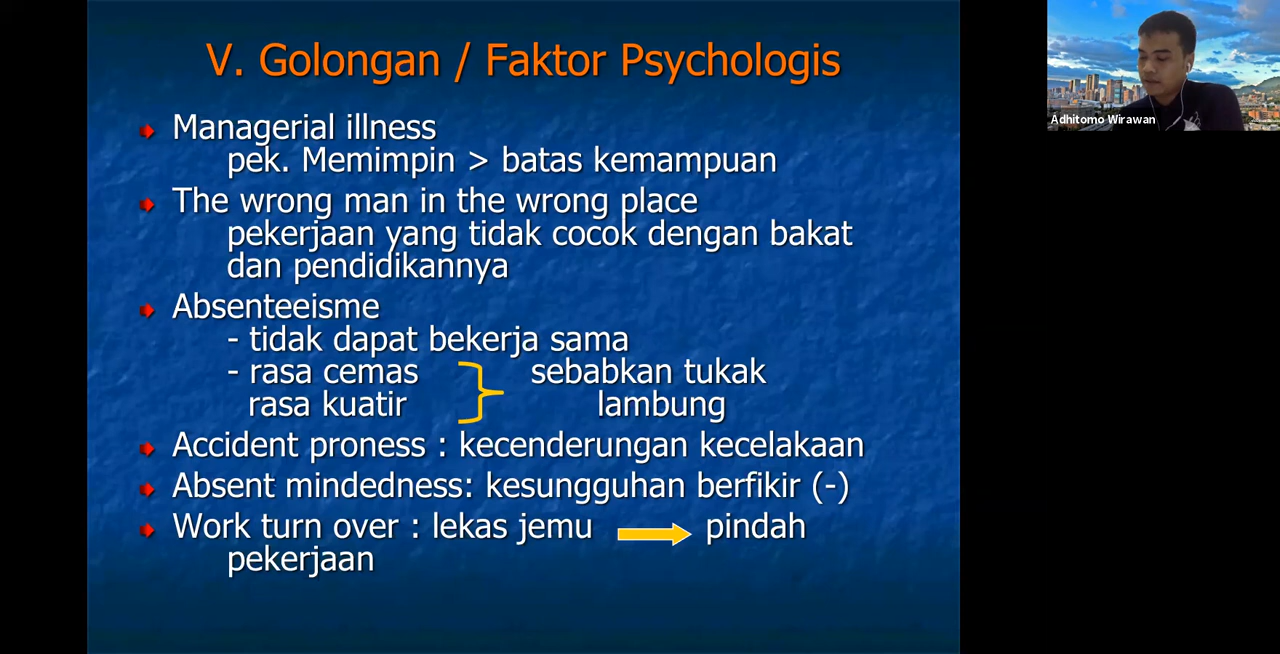 V. Golongan / Faktor Psychologis
Managerial illness
pek. Memimpin > batas kemampuan
The wrong man in the wrong place
pekerjaan yang tidak cocok dengan bakat
dan pendidikannya
Absenteeisme
- tidak dapat bekerja sama
- rasa cemas sebabkan tukak
rasa kuatir lambung
Accident proness : kecenderungan kecelakaan
Absent mindedness: kesungguhan berfikir (-)
Work turn over : lekas jemu pindah
pekerjaan
Adhitomo Wirawan